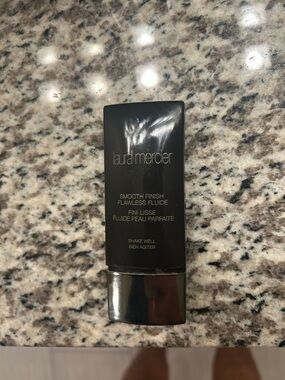 laura mercier
SMOOTH FINISH
FLAWLESS FLUIDE
FINI LISSE
FLUIDE PEAU PARFAITE
SHAKE WELL
BIEN AGITER